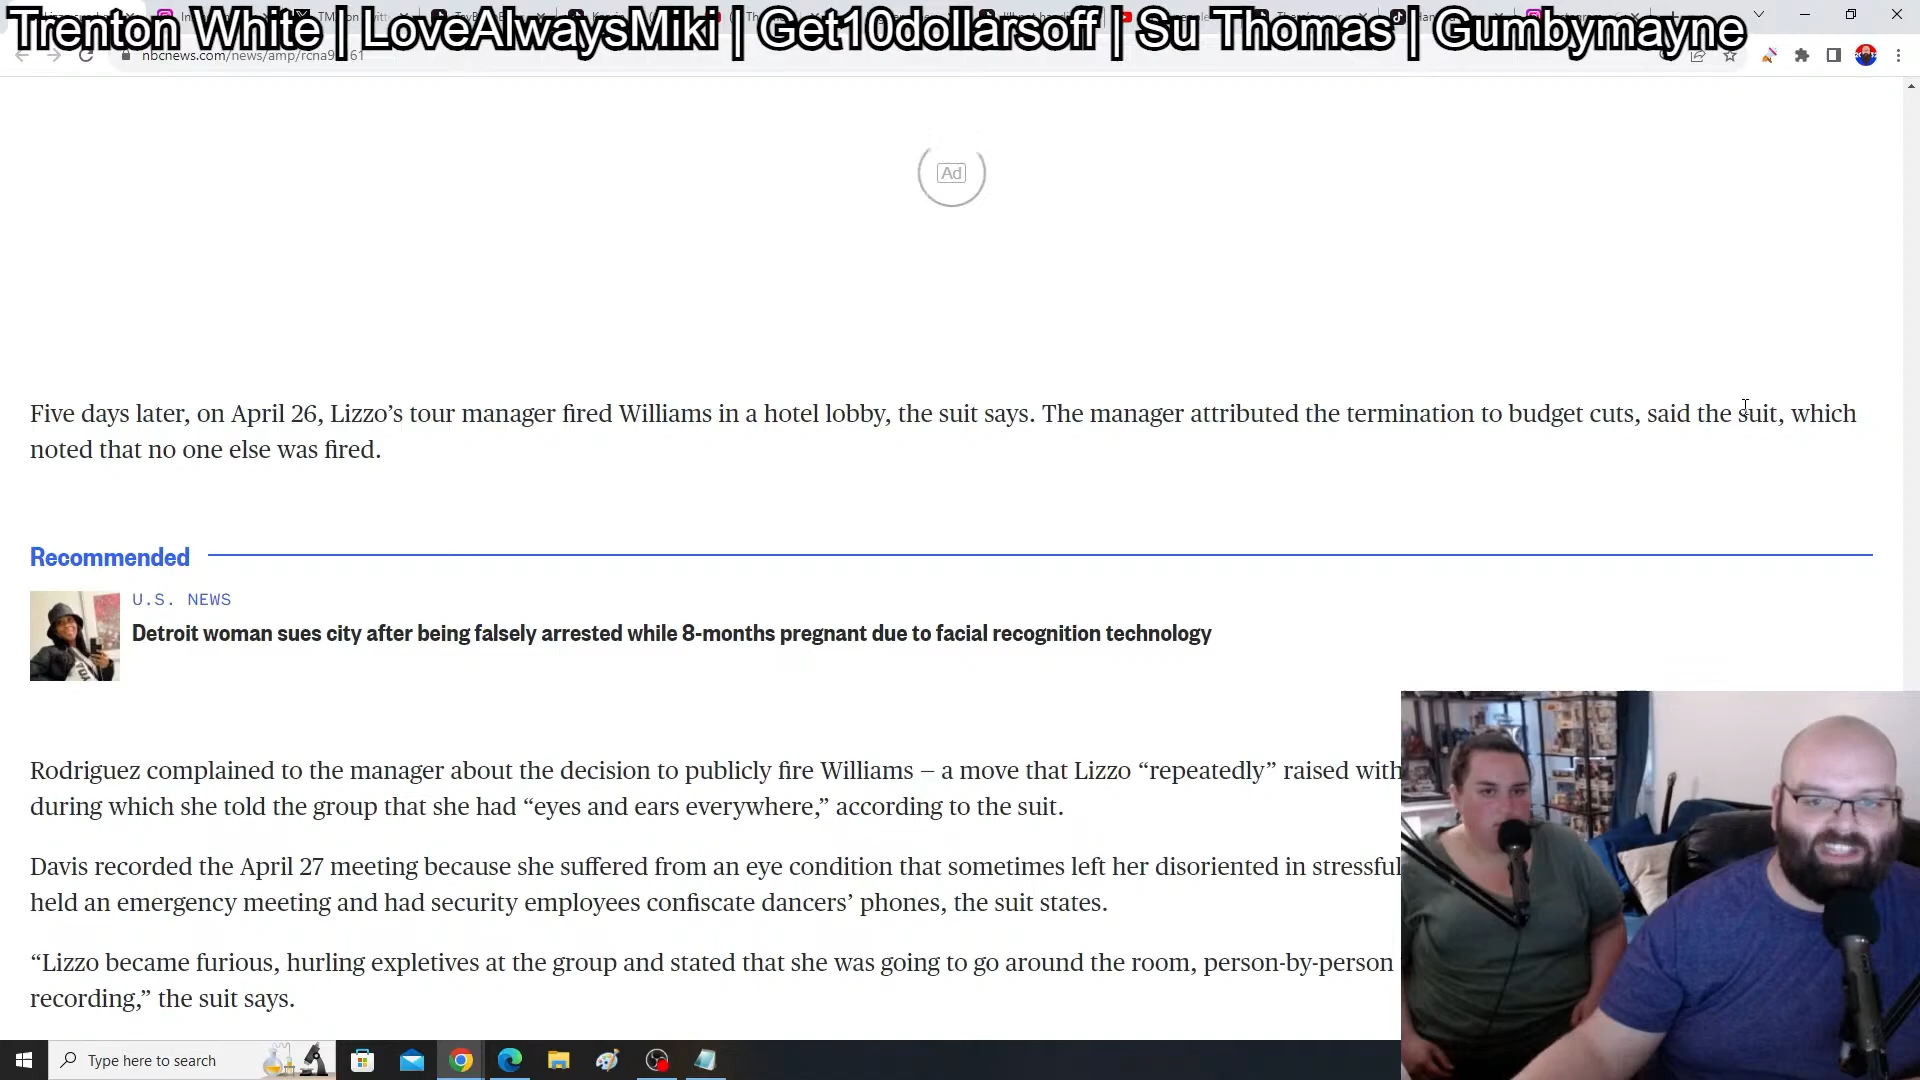 Trenton White | LoveAlwaysMiki | Get10dollarsoff | Su Thomas | Gumbymayne
nbcnews.com/news/amp/rcna9 61
Ad
Five days later, on April 26, Lizzo’s tour manager fired Williams in a hotel lobby, the suit says. The manager attributed the termination to budget cuts, said the suit, which
noted that no one else was fired.
Recommended
U.S. NEWS
Detroit woman sues city after being falsely arrested while 8-months pregnant due to facial recognition technology
Rodriguez complained to the manager about the decision to publicly fire Williams – a move that Lizzo “repeatedly” raised with
during which she told the group that she had “eyes and ears everywhere,” according to the suit.
Davis recorded the April 27 meeting because she suffered from an eye condition that sometimes left her disoriented in stressful
held an emergency meeting and had security employees confiscate dancers’ phones, the suit states.
“Lizzo became furious, hurling expletives at the group and stated that she was going to go around the room, person-by-person
recording,” the suit says.
Type here to search